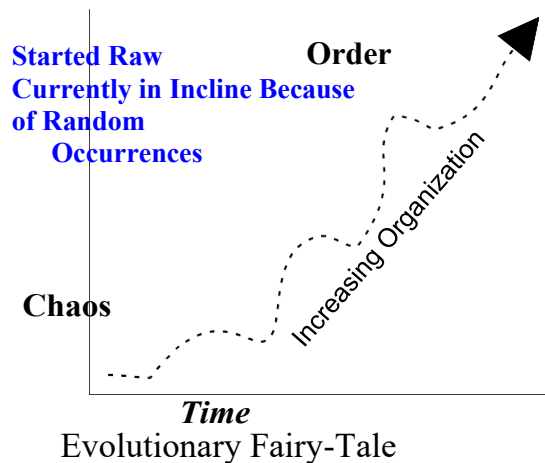 Started Raw
Currently in Incline Because
of Random
Occurrences
Order
Increasing Organization
Chaos
Time
Evolutionary Fairy-Tale